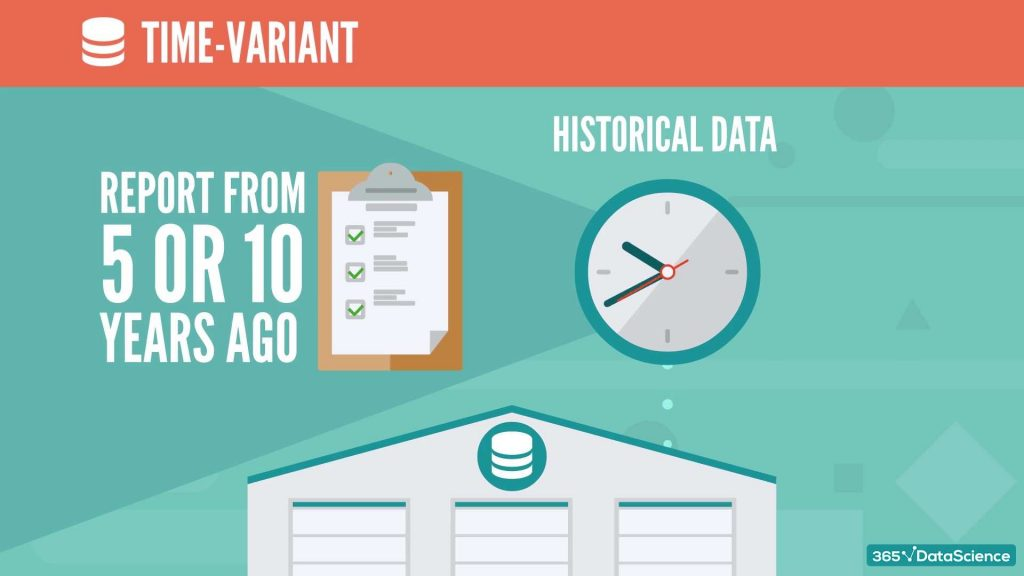 TIME-VARIANT
HISTORICAL DATA
REPORT FROM
5 OR 10
YEARS AGO
365 DataScience